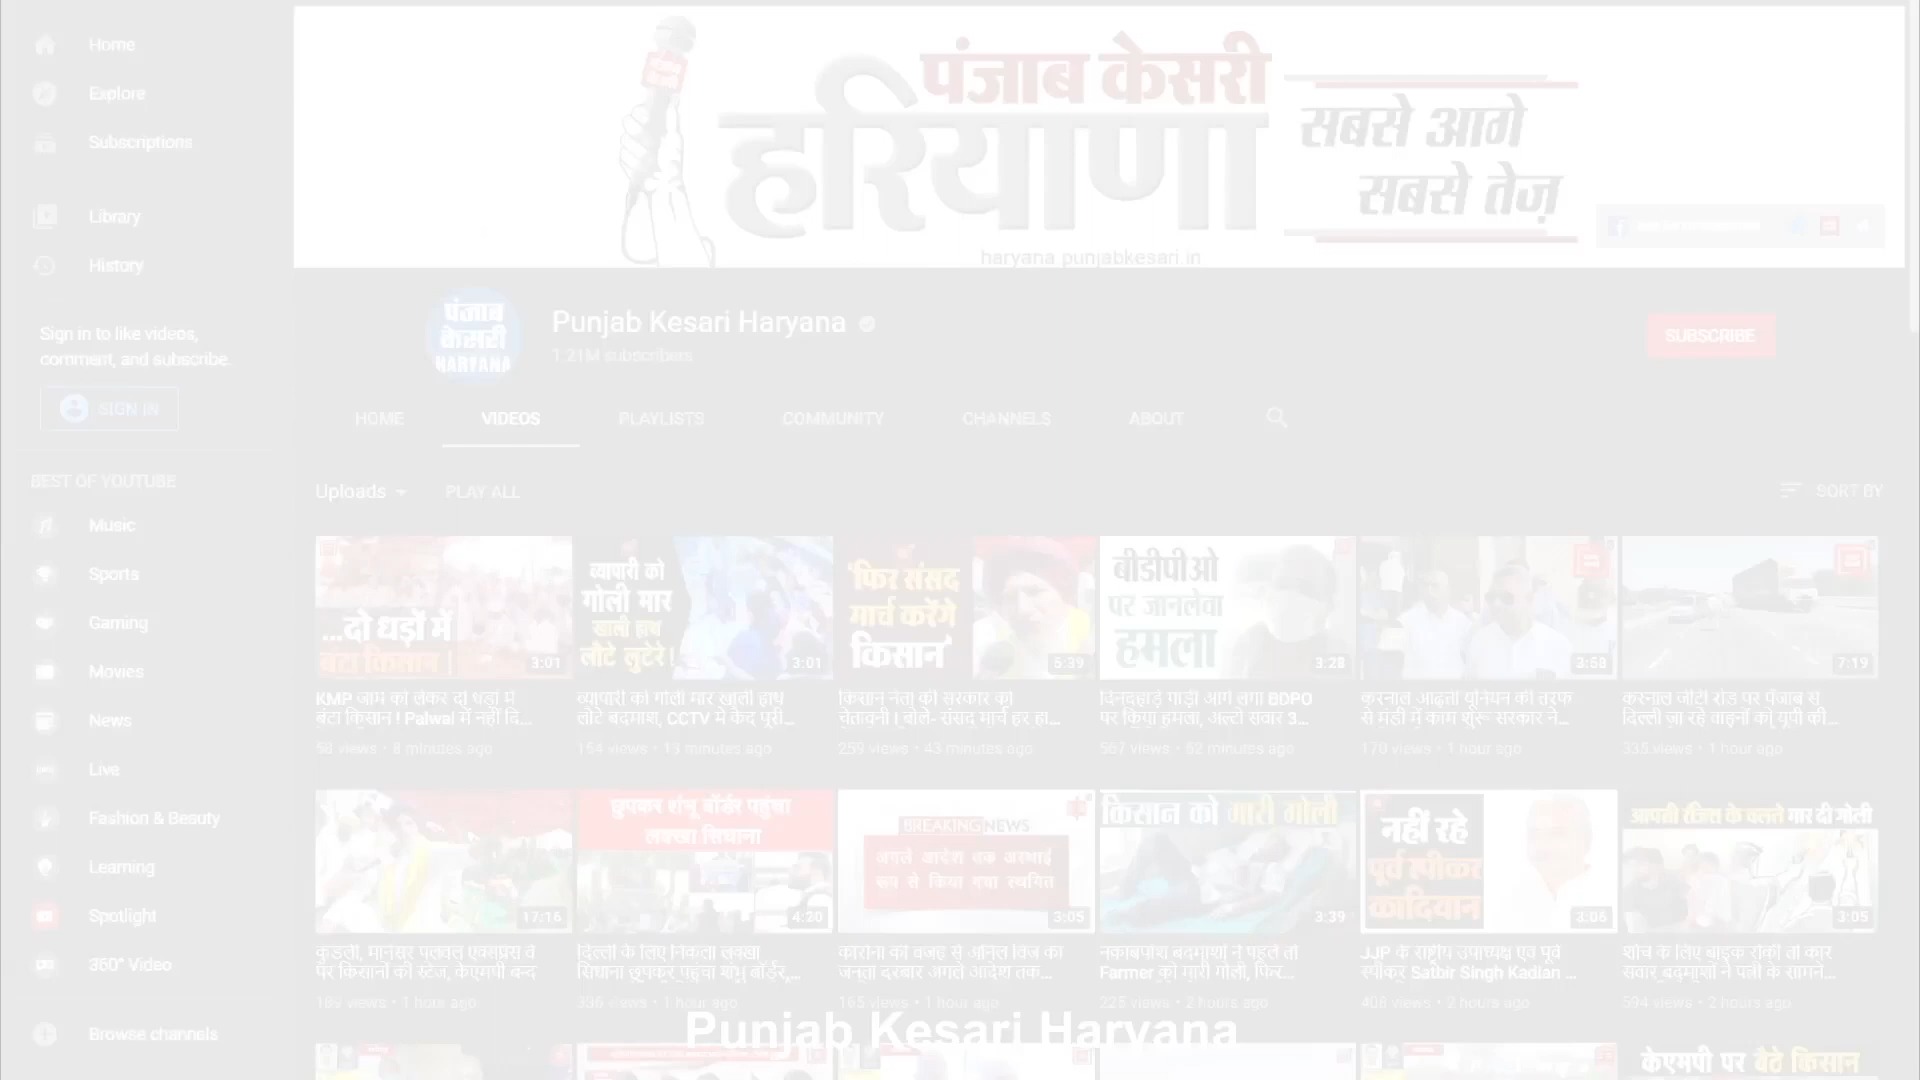 Home
Explore
Subscriptions
Library
History
Sign in to like videos,
comment, and subscribe.
SIGN IN
BEST OF YOUTUBE
Music
Sports
Gaming
Movies
News
Live
Fashion & Beauty
Learning
Spotlight
360° Video
Browse channels
पंजाब केसरी
हरियाणा
सबसे आगे
सबसे तेज़
haryana.punjabkesari.in
पंजाब
केसरी
HARYANA
Punjab Kesari Haryana
1.21M subscribers
SUBSCRIBE
HOME VIDEOS PLAYLISTS COMMUNITY CHANNELS ABOUT
Uploads PLAY ALL SORT BY
...दो धड़ों में
बंटा किसान !
3:01
KMP जाम को लेकर दो धड़ों में
बंटा किसान ! Palwal में नहीं दि...
50 views • 8 minutes ago
व्यापारी को
गोली मार
खाली हाथ
लौटे लुटेरे !
3:01
व्यापारी को गोली मार खाली हाथ
लौटे बदमाश, CCTV में कैद पूरी...
154 views • 13 minutes ago
'फिर संसद
मार्च करेंगे
किसान'
5:39
किसान नेता की सरकार को
चेतावनी ! बोले- संसद मार्च हर हा...
259 views • 43 minutes ago
बीडीपीओ
पर जानलेवा
हमला
3:28
दिनदहाड़े गाड़ी आगे लगा BDPO
पर किया हमला, अल्टो सवार 3...
567 views • 52 minutes ago
3:58
करनाल आढ़ती यूनियन की तरफ
से मंडी में काम शुरू सरकार ने...
170 views • 1 hour ago
7:19
करनाल जीटी रोड पर पंजाब से
दिल्ली जा रहे वाहनों को यूपी की...
335 views • 1 hour ago
17:16
कुंडली, मानेसर पलवल एक्सप्रेस वे
पर किसानों की स्टेज, केएमपी बन्द
189 views • 1 hour ago
छुपकर शंभू बॉर्डर पहुंचा
लक्खा सिधाना
4:20
दिल्ली के लिए निकला लक्खा
सिधाना छुपकर पहुंचा शंभू बॉर्डर,...
336 views • 1 hour ago
BREAKING NEWS
अगले आदेश तक अस्थाई
रूप से किया गया स्थगित
3:05
कोरोना की वजह से अनिल विज का
जनता दरबार अगले आदेश तक...
165 views • 1 hour ago
किसान को मारी गोली
3:39
नकाबपोश बदमाशों ने पहले तो
Farmer को मारी गोली, फिर...
225 views • 2 hours ago
नहीं रहे
पूर्व स्पीकर
कादियान
3:06
JJP के राष्ट्रीय उपाध्यक्ष एवं पूर्व
स्पीकर Satbir Singh Kadian ...
408 views • 2 hours ago
आपसी रंजिश के चलते मार दी गोली
3:05
शौच के लिए बाइक रोकी तो कार
सवार बदमाशों ने पत्नी के सामने...
594 views • 2 hours ago
केएमपी पर बैठे किसान
Punjab Kesari Haryana